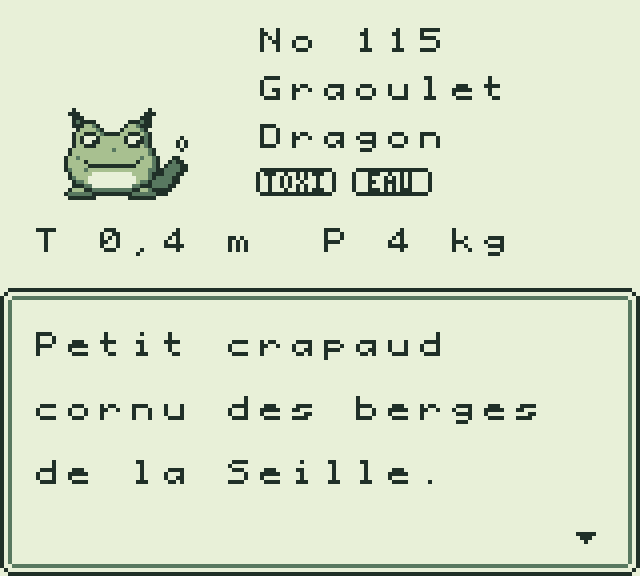 No 115
Graoulet
Dragon
TOXI EAU
T 0,4 m P 4 kg
Petit crapaud
cornu des berges
de la Seille.